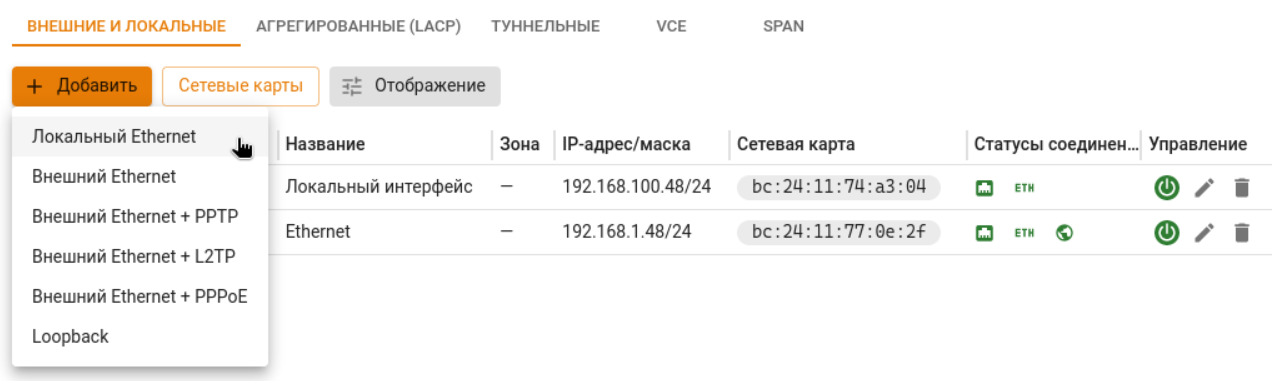 ВНЕШНИЕ И ЛОКАЛЬНЫЕ АГРЕГИРОВАННЫЕ (LACP) ТУННЕЛЬНЫЕ VCE SPAN
+ Добавить Сетевые карты Отображение
Локальный Ethernet
Внешний Ethernet
Внешний Ethernet + PPTP
Внешний Ethernet + L2TP
Внешний Ethernet + PPPoE
Loopback
Название Зона IP-адрес/маска Сетевая карта Статусы соединен... Управление
Локальный интерфейс — 192.168.100.48/24 bc:24:11:74:a3:04 ETH
Ethernet — 192.168.1.48/24 bc:24:11:77:0e:2f ETH